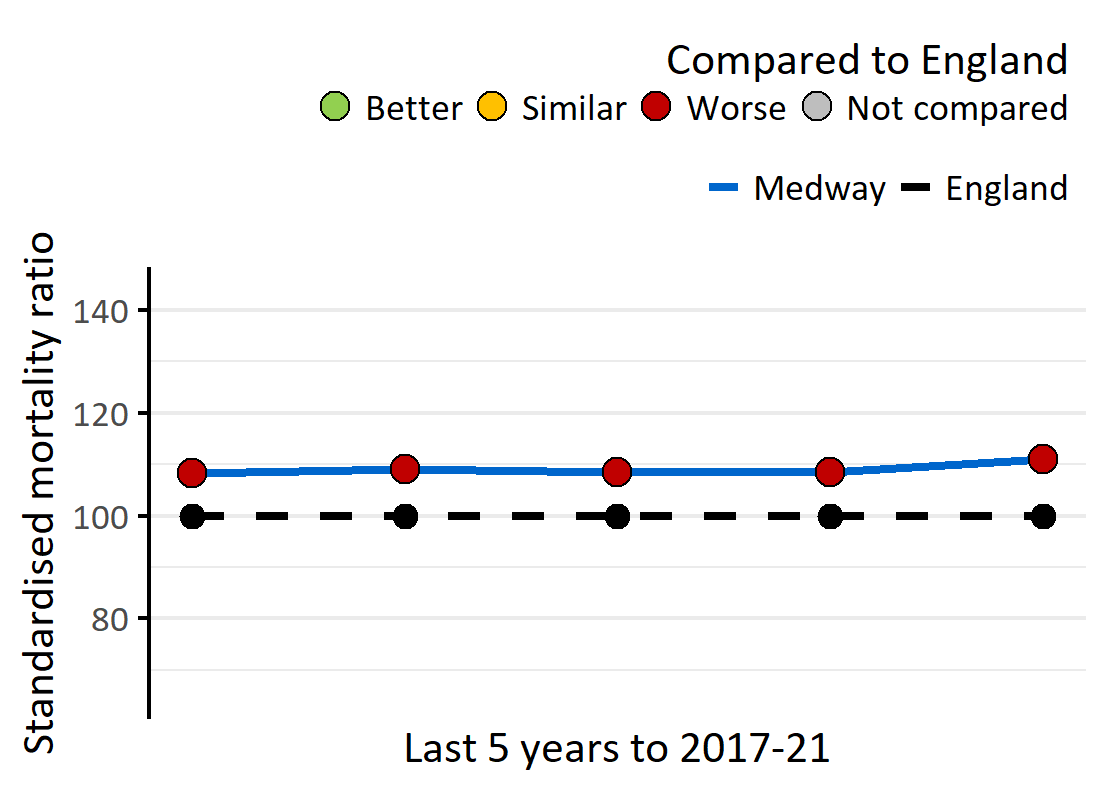 Compared to England
Better Similar Worse Not compared
Medway England
Standardised mortality ratio
140
120
100
80
Last 5 years to 2017-21